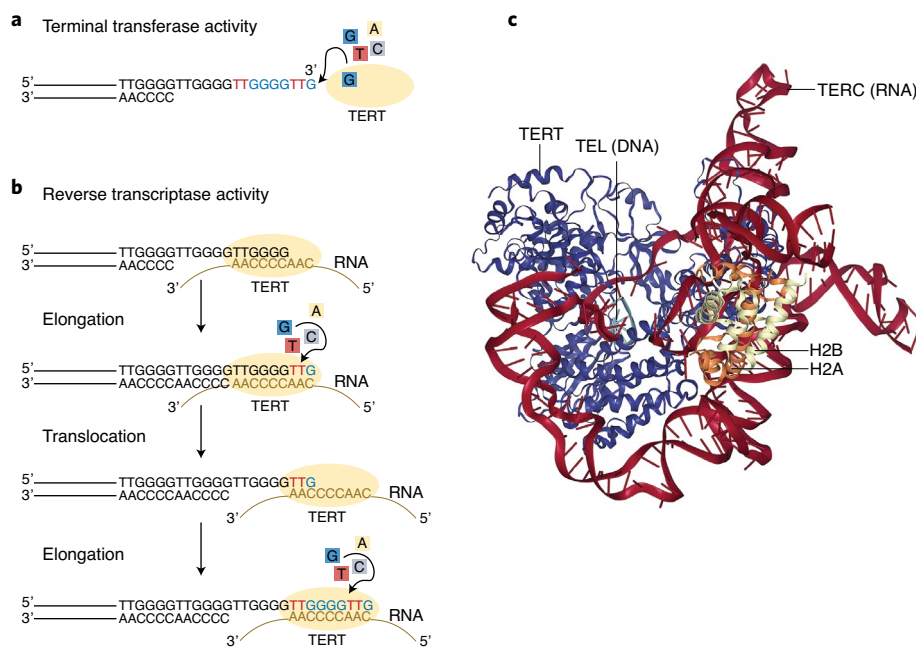 a
Terminal transferase activity
G A
T C
3’
5’ TTGGGGTTGGGGTTGGGGTTG G
3’ AACCCC
TERT
b
Reverse transcriptase activity
5’ TTGGGGTTGGGGTTGGGG
3’ AACCCC AACCCCAAC RNA
3’ TERT 5’
Elongation
G A
T C
5’ TTGGGGTTGGGGTTGGGGTTG
3’ AACCCCAACCCC AACCCCAAC RNA
3’ TERT 5’
Translocation
5’ TTGGGGTTGGGGTTGGGGTTG
3’ AACCCCAACCCC AACCCCAAC RNA
3’ TERT 5’
Elongation
G A
T C
5’ TTGGGGTTGGGGTTGGGGTTGGGGTTG
3’ AACCCCAACCCC AACCCCAAC RNA
3’ TERT 5’
c
TERC (RNA)
TERT
TEL (DNA)
H2B
H2A